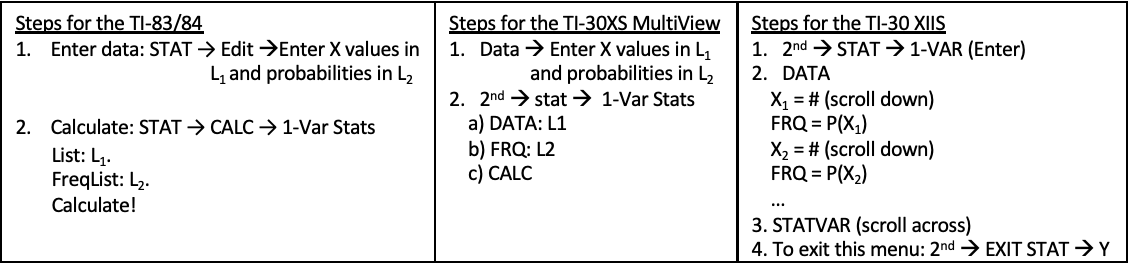 Steps for the TI-83/84
1. Enter data: STAT → Edit →Enter X values in
L₁ and probabilities in L₂
2. Calculate: STAT → CALC → 1-Var Stats
List: L₁.
FreqList: L₂.
Calculate!
Steps for the TI-30XS MultiView
1. Data → Enter X values in L₁
and probabilities in L₂
2. 2ⁿᵈ → stat → 1-Var Stats
a) DATA: L1
b) FRQ: L2
c) CALC
Steps for the TI-30 XIIS
1. 2ⁿᵈ → STAT → 1-VAR (Enter)
2. DATA
X₁ = # (scroll down)
FRQ = P(X₁)
X₂ = # (scroll down)
FRQ = P(X₂)
...
3. STATVAR (scroll across)
4. To exit this menu: 2ⁿᵈ → EXIT STAT → Y